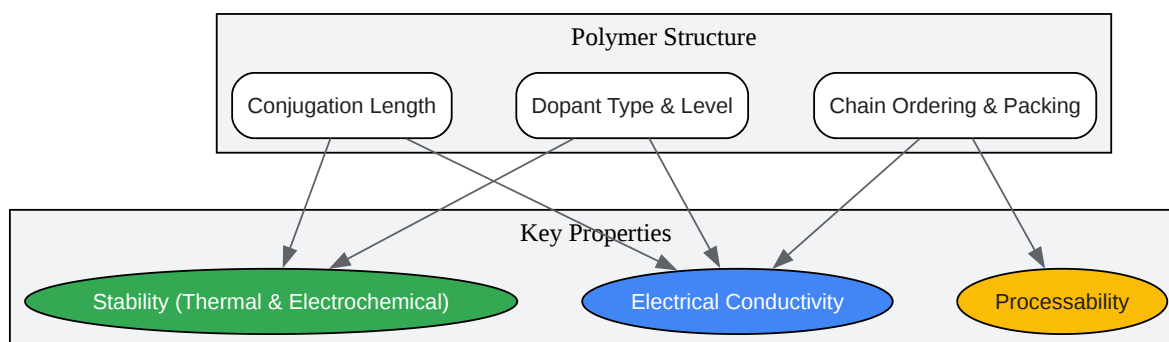 Polymer Structure
Conjugation Length
Dopant Type & Level
Chain Ordering & Packing
Key Properties
Stability (Thermal & Electrochemical)
Electrical Conductivity
Processability